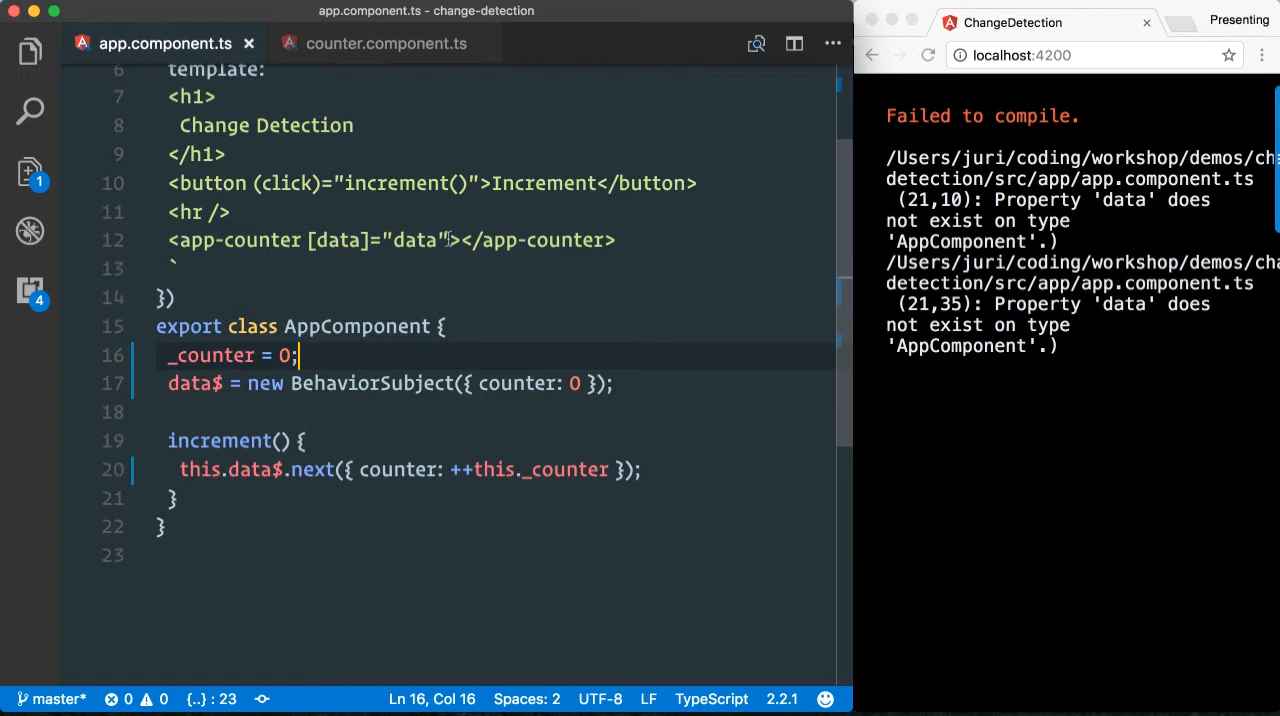 app.component.ts - change-detection
app.component.ts × counter.component.ts
6 template:
7 <h1>
8 Change Detection
9 </h1>
10 <button (click)="increment()">Increment</button>
11 <hr />
12 <app-counter [data]="data"></app-counter>
13 `
14 })
15 export class AppComponent {
16 _counter = 0;
17 data$ = new BehaviorSubject({ counter: 0 });
18
19 increment() {
20 this.data$.next({ counter: ++this._counter });
21 }
22 }
23
1
4
master* 0 0 {..} : 23 Ln 16, Col 16 Spaces: 2 UTF-8 LF TypeScript 2.2.1
ChangeDetection × Presenting
localhost:4200
Failed to compile.
/Users/juri/coding/workshop/demos/ch
detection/src/app/app.component.ts
(21,10): Property 'data' does
not exist on type
'AppComponent'.)
/Users/juri/coding/workshop/demos/cha
detection/src/app/app.component.ts
(21,35): Property 'data' does
not exist on type
'AppComponent'.)